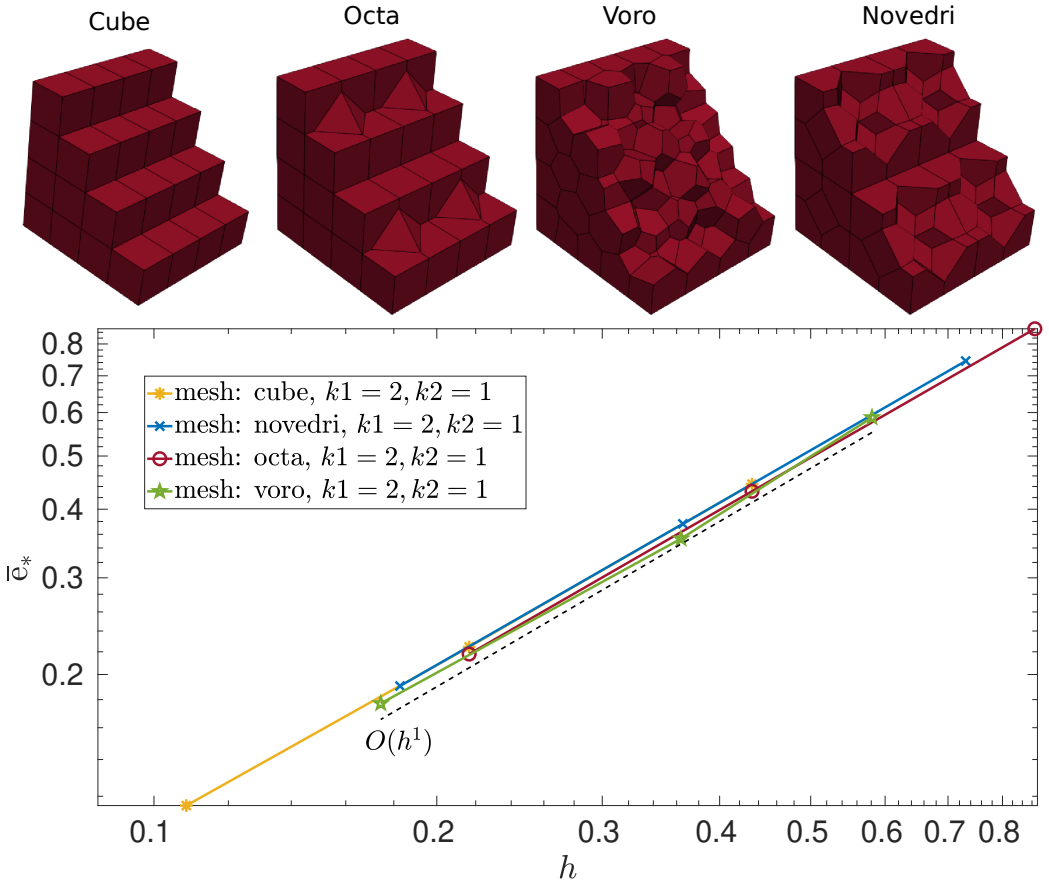 Cube Octa Voro Novedri
0.8
0.7
0.6
0.5
0.4
0.3
0.2
e̅*
mesh: cube, k1 = 2, k2 = 1
mesh: novedri, k1 = 2, k2 = 1
mesh: octa, k1 = 2, k2 = 1
mesh: voro, k1 = 2, k2 = 1
O(h¹)
0.1 0.2 0.3 0.4 0.5 0.6 0.7 0.8
h